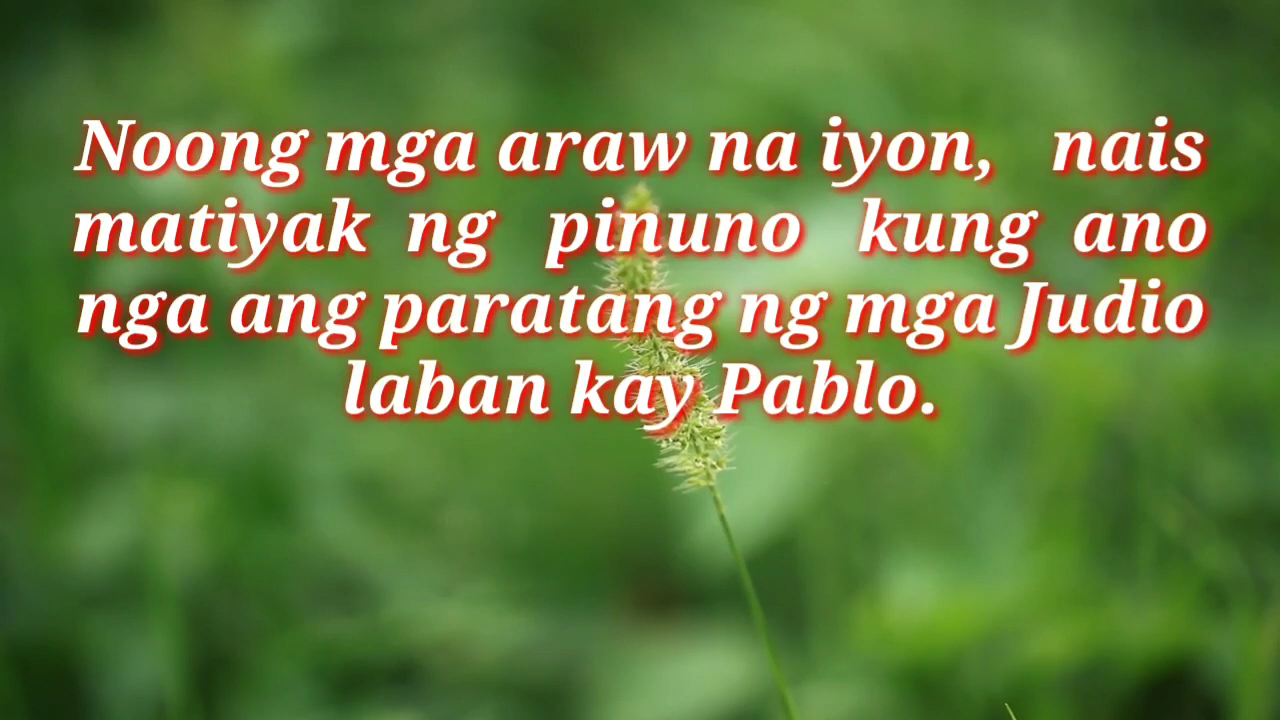 Noong mga araw na iyon, nais
matiyak ng pinuno kung ano
nga ang paratang ng mga Judio
laban kay Pablo.